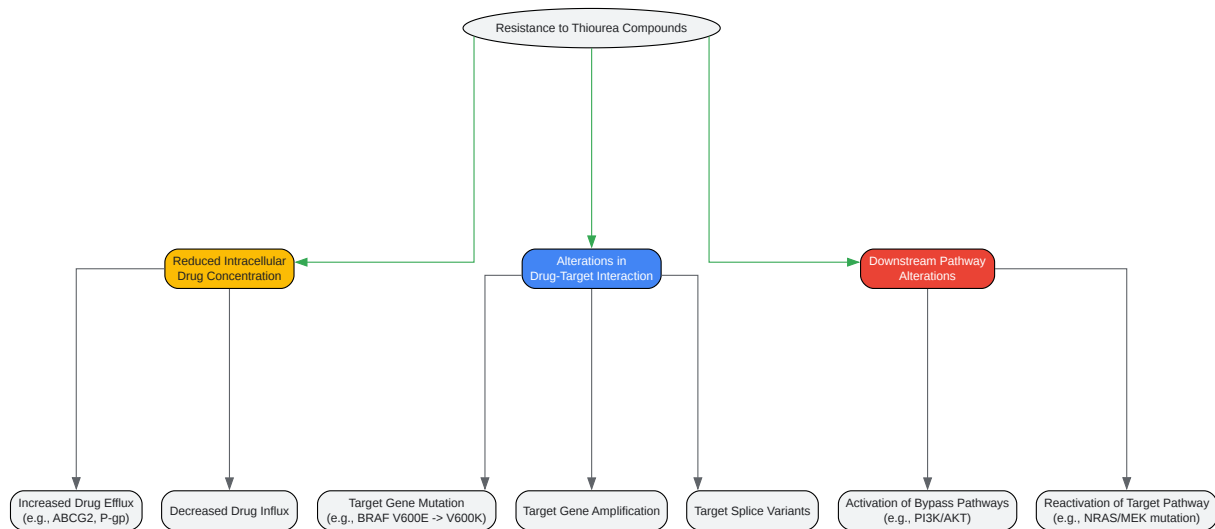 Resistance to Thiourea Compounds
Reduced Intracellular
Drug Concentration
Alterations in
Drug-Target Interaction
Downstream Pathway
Alterations
Increased Drug Efflux
(e.g., ABCG2, P-gp)
Decreased Drug Influx
Target Gene Mutation
(e.g., BRAF V600E -> V600K)
Target Gene Amplification
Target Splice Variants
Activation of Bypass Pathways
(e.g., PI3K/AKT)
Reactivation of Target Pathway
(e.g., NRAS/MEK mutation)